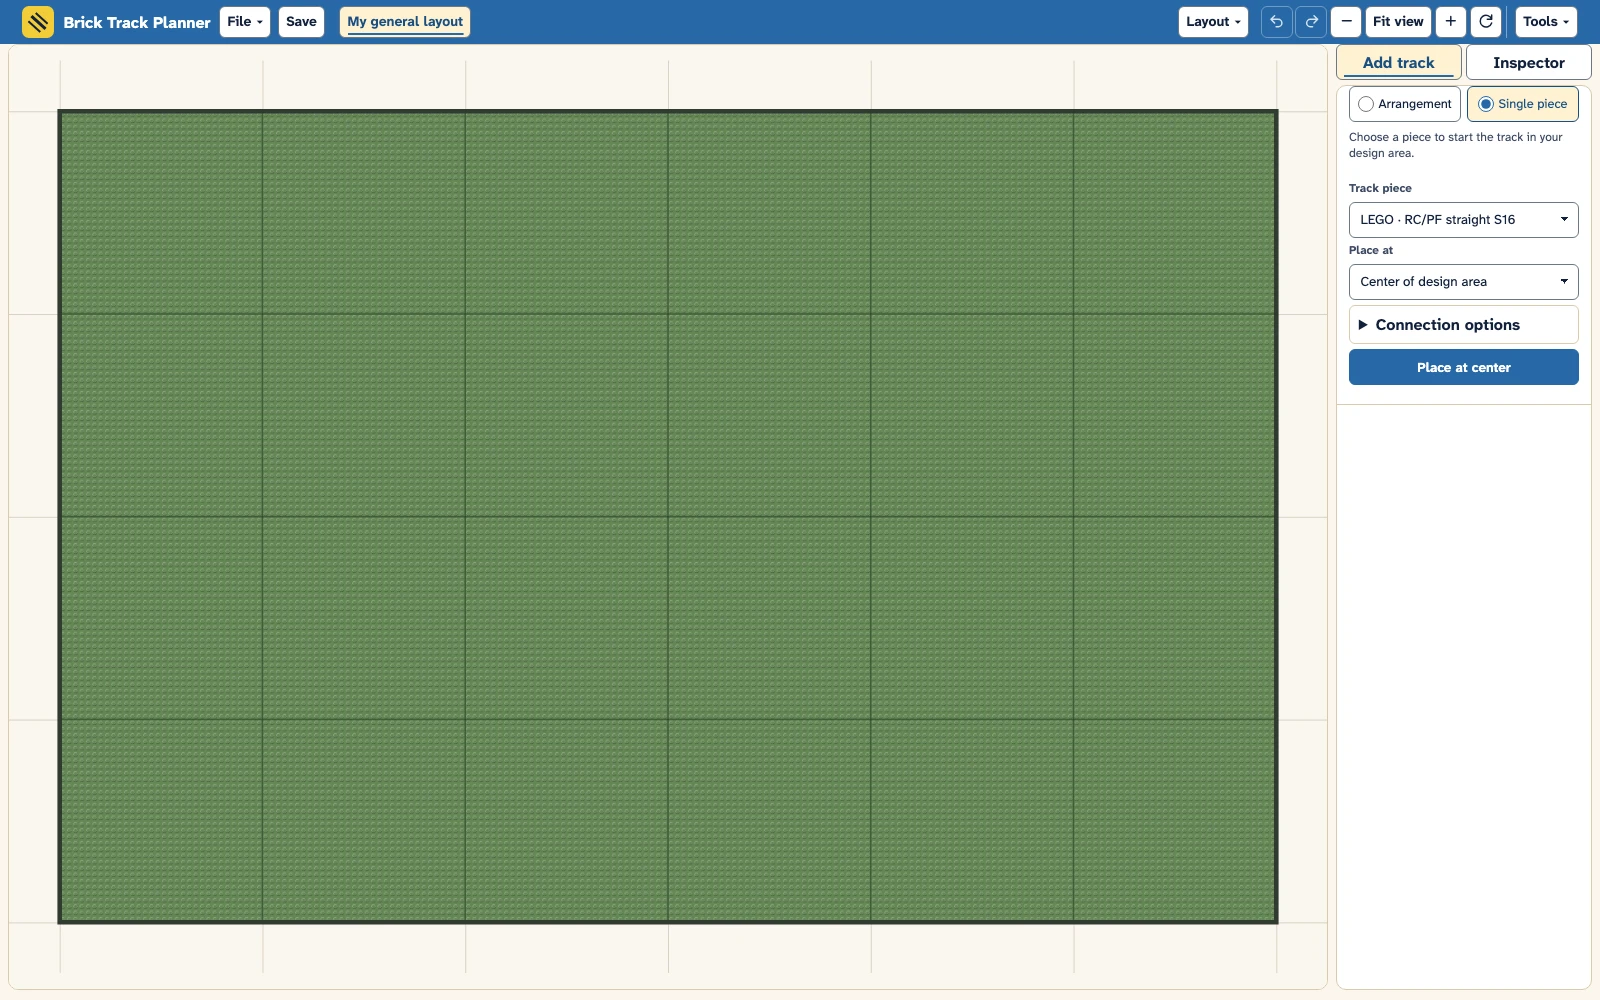 Brick Track Planner
File
Save
My general layout
Layout
−
Fit view
+
Tools
Add track
Inspector
Arrangement
Single piece
Choose a piece to start the track in your
design area.
Track piece
LEGO · RC/PF straight S16
Place at
Center of design area
Connection options
Place at center